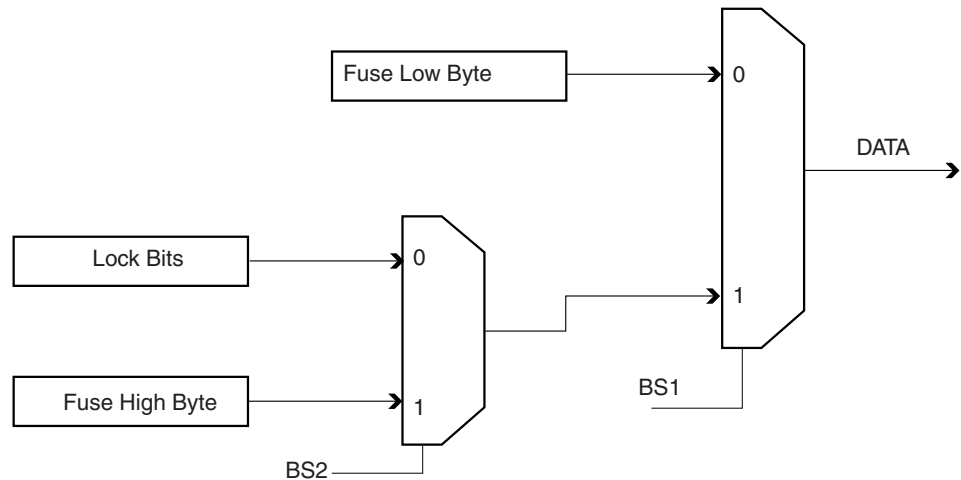 Fuse Low Byte
0
DATA
Lock Bits
0
1
Fuse High Byte
1
BS1
BS2